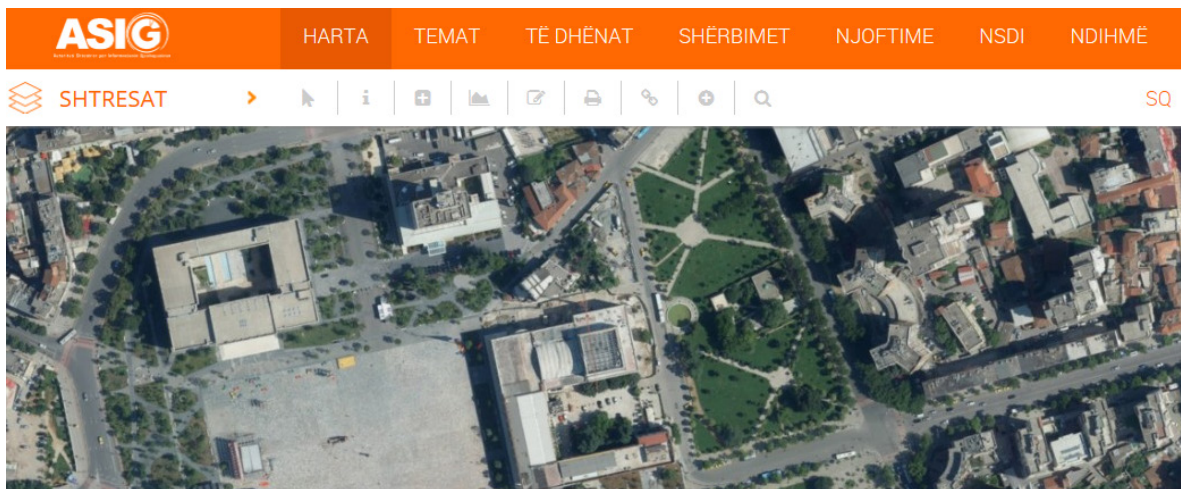 ASIG
HARTA TEMAT TË DHËNAT SHËRBIMET NJOFTIME NSDI NDIHMË
SHTRESAT
SQ